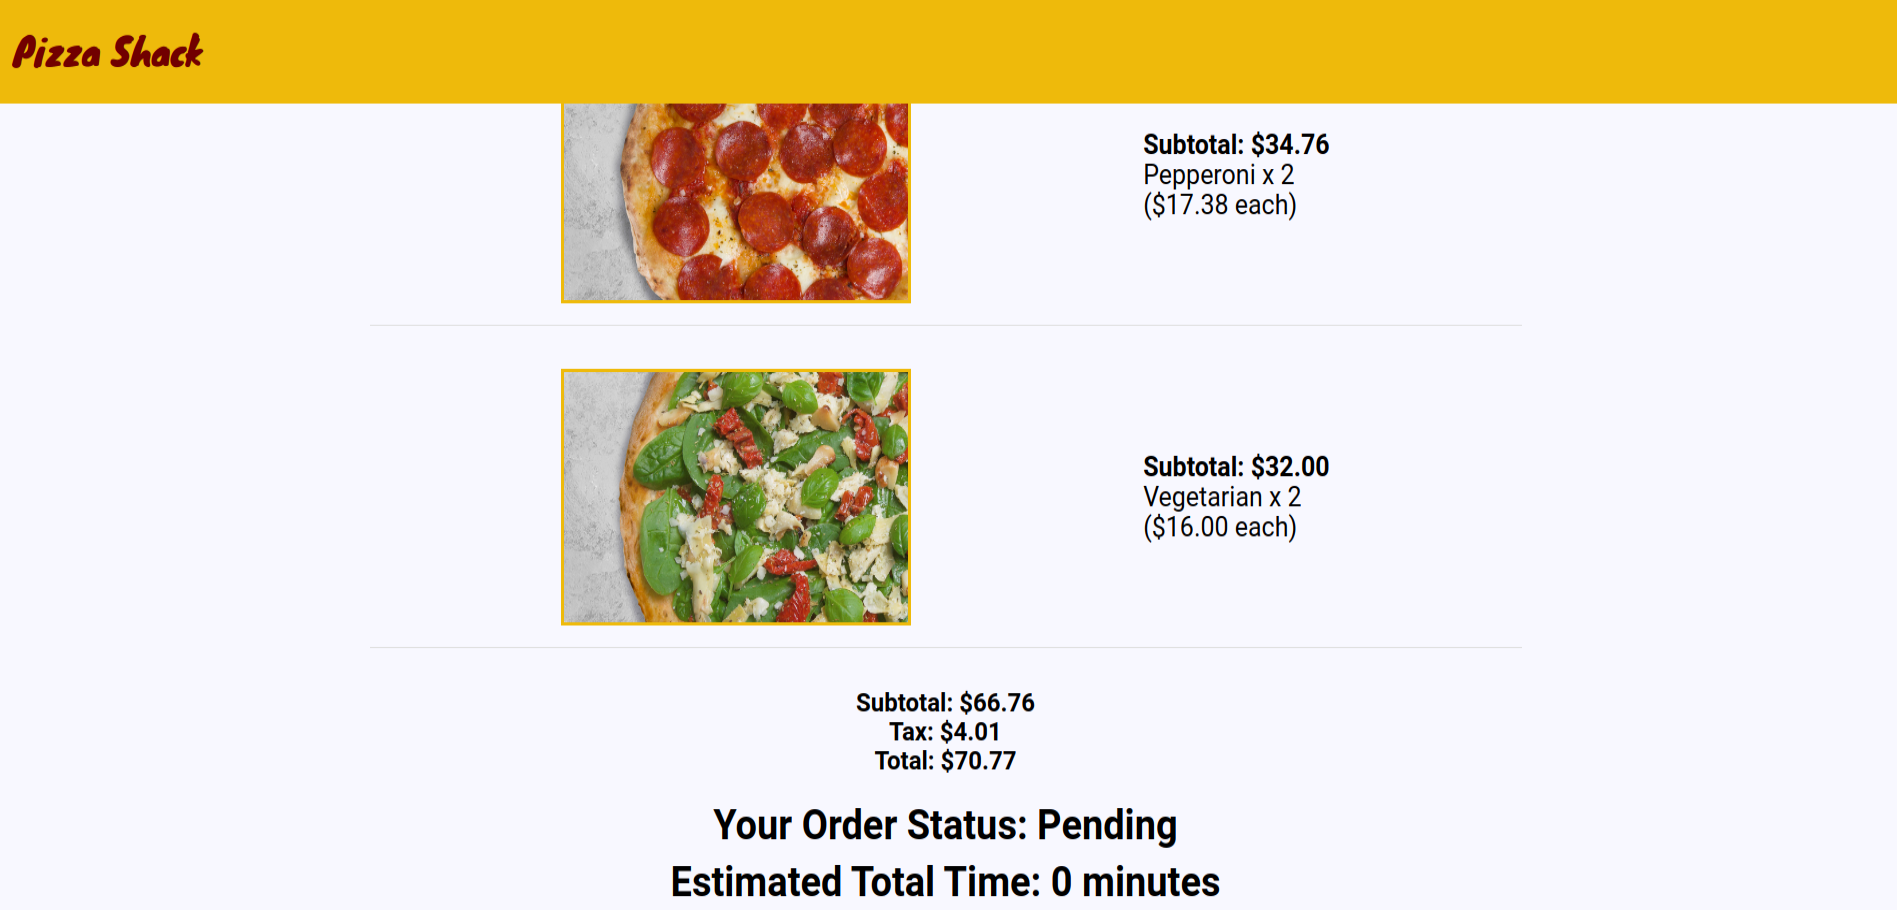 Pizza Shack
Subtotal: $34.76
Pepperoni x 2
($17.38 each)
Subtotal: $32.00
Vegetarian x 2
($16.00 each)
Subtotal: $66.76
Tax: $4.01
Total: $70.77
Your Order Status: Pending
Estimated Total Time: 0 minutes